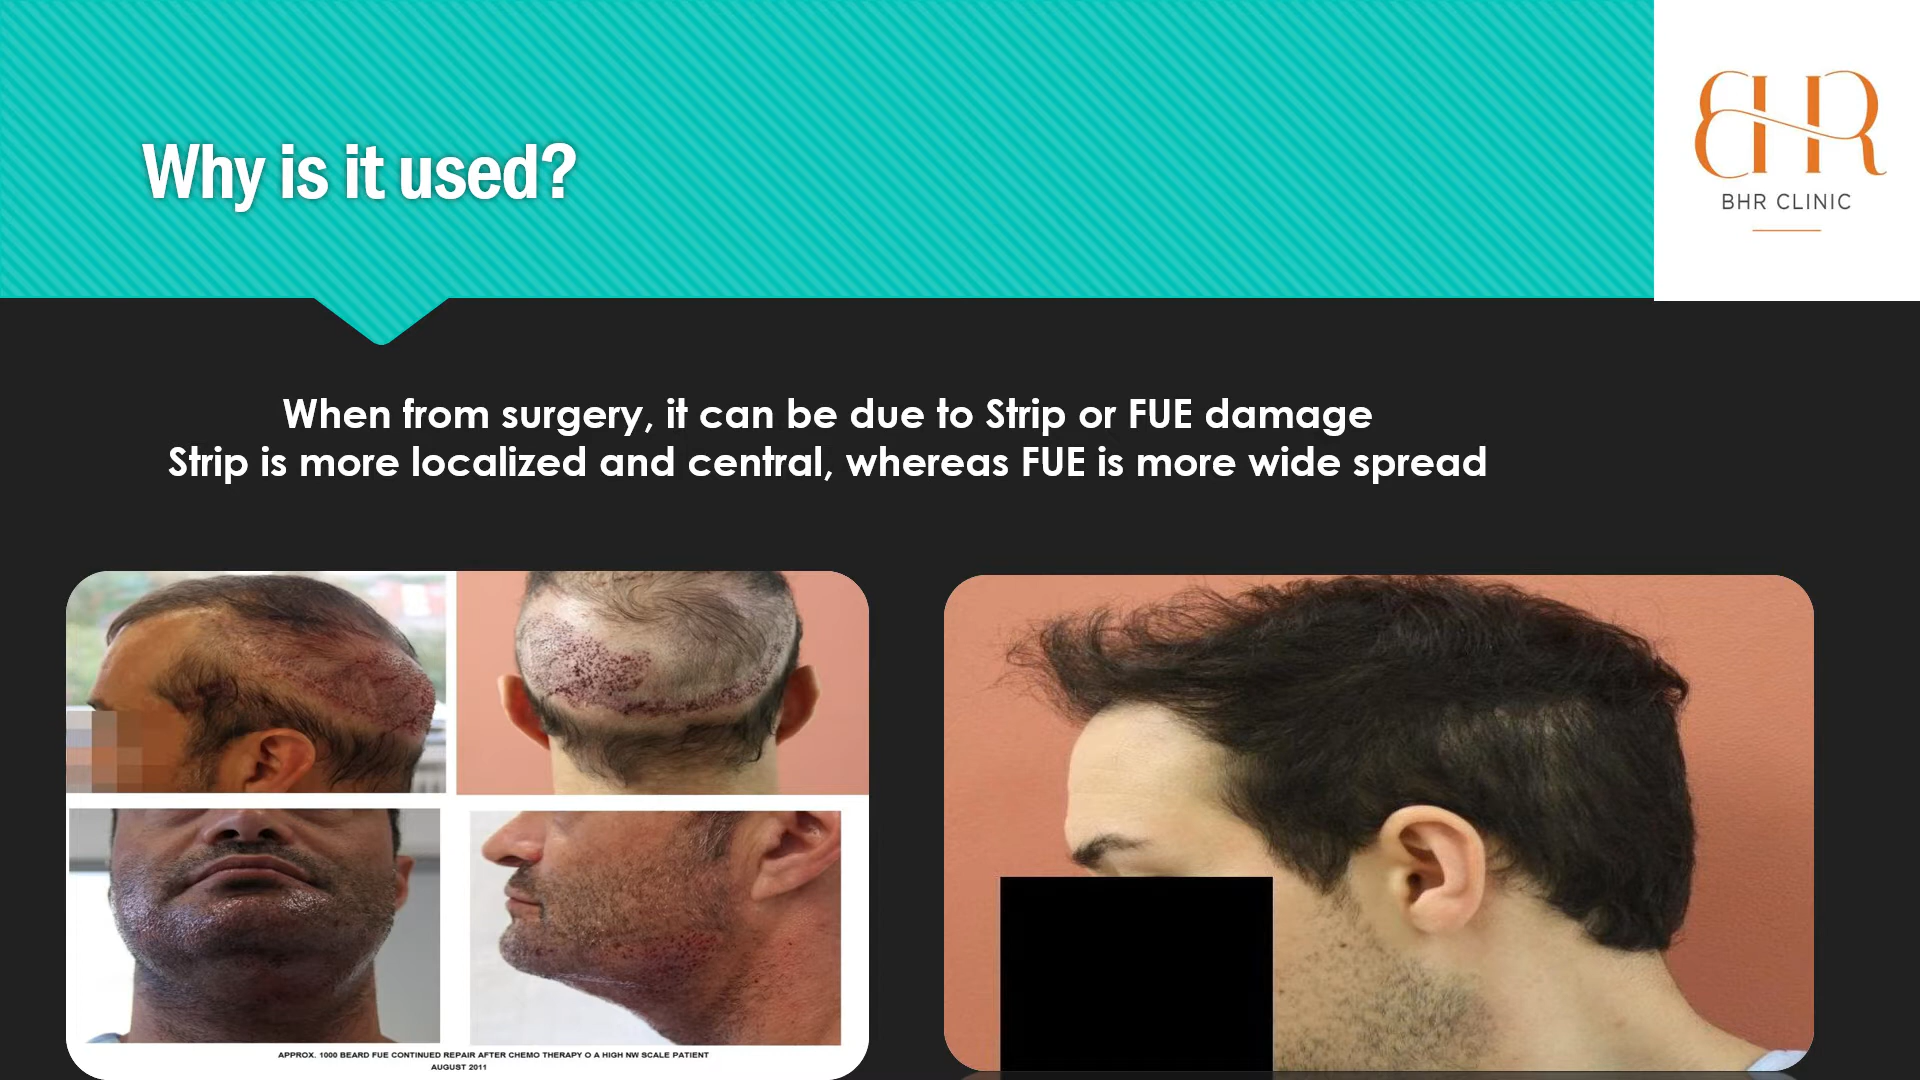 Why is it used?
BHR
BHR CLINIC
When from surgery, it can be due to Strip or FUE damage
Strip is more localized and central, whereas FUE is more wide spread
APPROX. 1000 BEARD FUE CONTINUED REPAIR AFTER CHEMO THERAPY O A HIGH NW SCALE PATIENT
AUGUST 2011